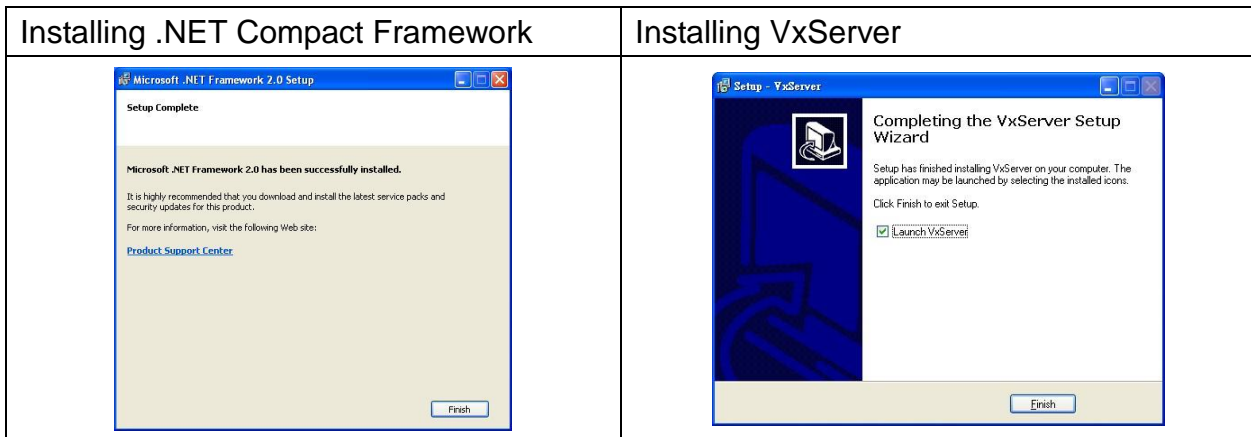 Installing .NET Compact Framework
Microsoft .NET Framework 2.0 Setup
Setup Complete
Microsoft .NET Framework 2.0 has been successfully installed.
It is highly recommended that you download and install the latest service packs and
security updates for this product.
For more information, visit the following Web site:
Product Support Center
Finish
Installing VxServer
Setup - VxServer
Completing the VxServer Setup
Wizard
Setup has finished installing VxServer on your computer. The
application may be launched by selecting the installed icons.
Click Finish to exit Setup.
Launch VxServer
Finish